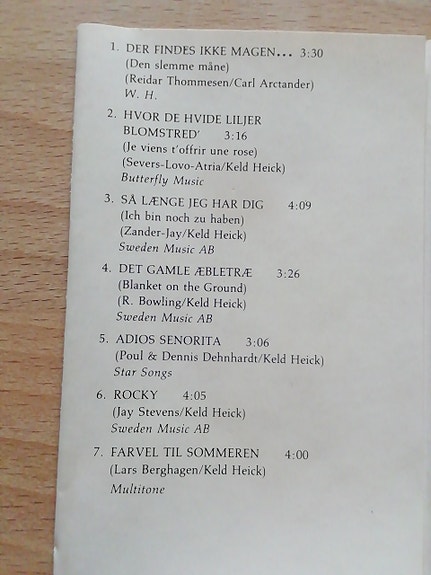 1. DER FINDES IKKE MAGEN... 3:30
(Den slemme måne)
(Reidar Thommesen/Carl Arctander)
W. H.
2. HVOR DE HVIDE LILJER
BLOMSTRED' 3:16
(Je viens t'offrir une rose)
(Severs-Lovo-Atria/Keld Heick)
Butterfly Music
3. SÅ LÆNGE JEG HAR DIG 4:09
(Ich bin noch zu haben)
(Zander-Jay/Keld Heick)
Sweden Music AB
4. DET GAMLE ÆBLETRÆ 3:26
(Blanket on the Ground)
(R. Bowling/Keld Heick)
Sweden Music AB
5. ADIOS SENORITA 3:06
(Poul & Dennis Dehnhardt/Keld Heick)
Star Songs
6. ROCKY 4:05
(Jay Stevens/Keld Heick)
Sweden Music AB
7. FARVEL TIL SOMMEREN 4:00
(Lars Berghagen/Keld Heick)
Multitone